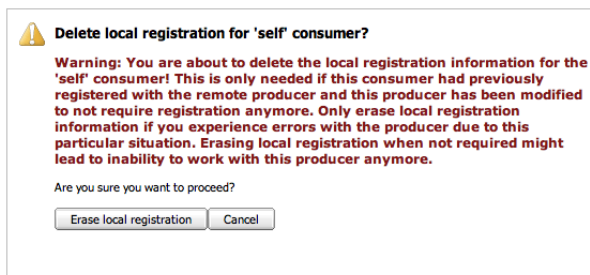 Delete local registration for 'self' consumer?
Warning: You are about to delete the local registration information for the
'self' consumer! This is only needed if this consumer had previously
registered with the remote producer and this producer has been modified
to not require registration anymore. Only erase local registration
information if you experience errors with the producer due to this
particular situation. Erasing local registration when not required might
lead to inability to work with this producer anymore.
Are you sure you want to proceed?
Erase local registration Cancel